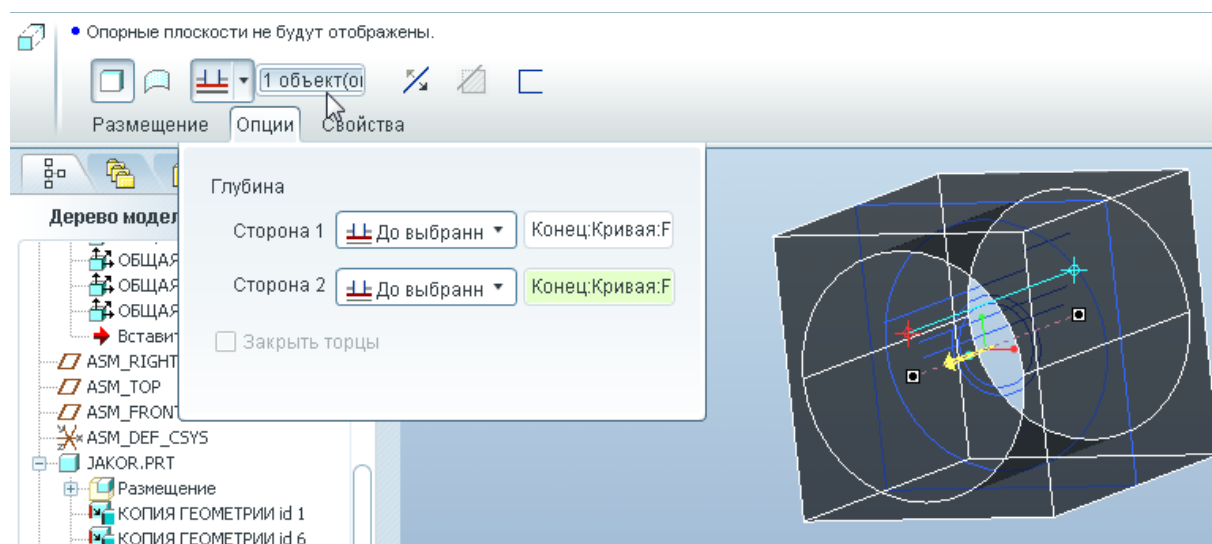 Опорные плоскости не будут отображены.
1 объект(о
Размещение Опции Свойства
Глубина
Дерево модел
Сторона 1 До выбранн Конец:Кривая:F
ОБЩАЯ
Сторона 2 До выбранн Конец:Кривая:F
ОБЩАЯ
ОБЩАЯ
Вставит
Закрыть торцы
ASM_RIGHT
ASM_TOP
ASM_FRONT
ASM_DEF_CSYS
JAKOR.PRT
Размещение
КОПИЯ ГЕОМЕТРИИ id 1
КОПИЯ ГЕОМЕТРИИ id 6